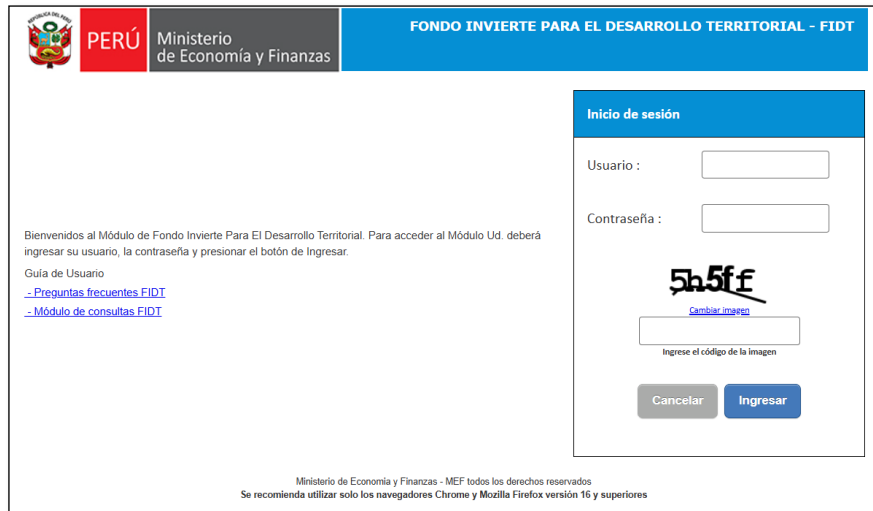 REPÚBLICA DEL PERÚ
PERÚ
Ministerio
de Economía y Finanzas
FONDO INVIERTE PARA EL DESARROLLO TERRITORIAL - FIDT
Bienvenidos al Módulo de Fondo Invierte Para El Desarrollo Territorial. Para acceder al Módulo Ud. deberá
ingresar su usuario, la contraseña y presionar el botón de Ingresar.
Guía de Usuario
- Preguntas frecuentes FIDT
- Módulo de consultas FIDT
Inicio de sesión
Usuario :
Contraseña :
5h5ff
Cambiar imagen
Ingrese el código de la imagen
Cancelar
Ingresar
Ministerio de Economia y Finanzas - MEF todos los derechos reservados
Se recomienda utilizar solo los navegadores Chrome y Mozilla Firefox versión 16 y superiores